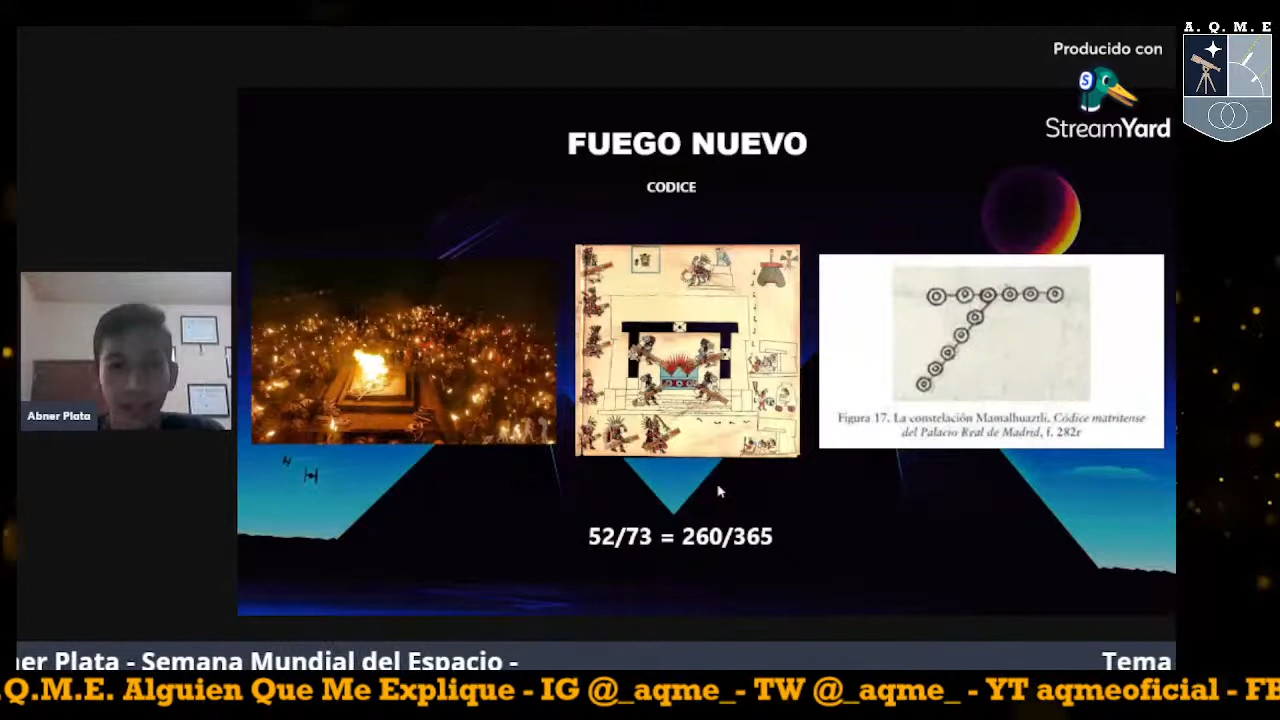 A. Q. M. E
Producido con
S
StreamYard
FUEGO NUEVO
CODICE
Abner Plata
Figura 17. La constelación Mamalhuaztli, Códice matritense
del Palacio Real de Madrid, f. 282r
52/73 = 260/365
ner Plata - Semana Mundial del Espacio -
Tema
.Q.M.E. Alguien Que Me Explique - IG @_aqme_- TW @_aqme_ - YT aqmeoficial - FB